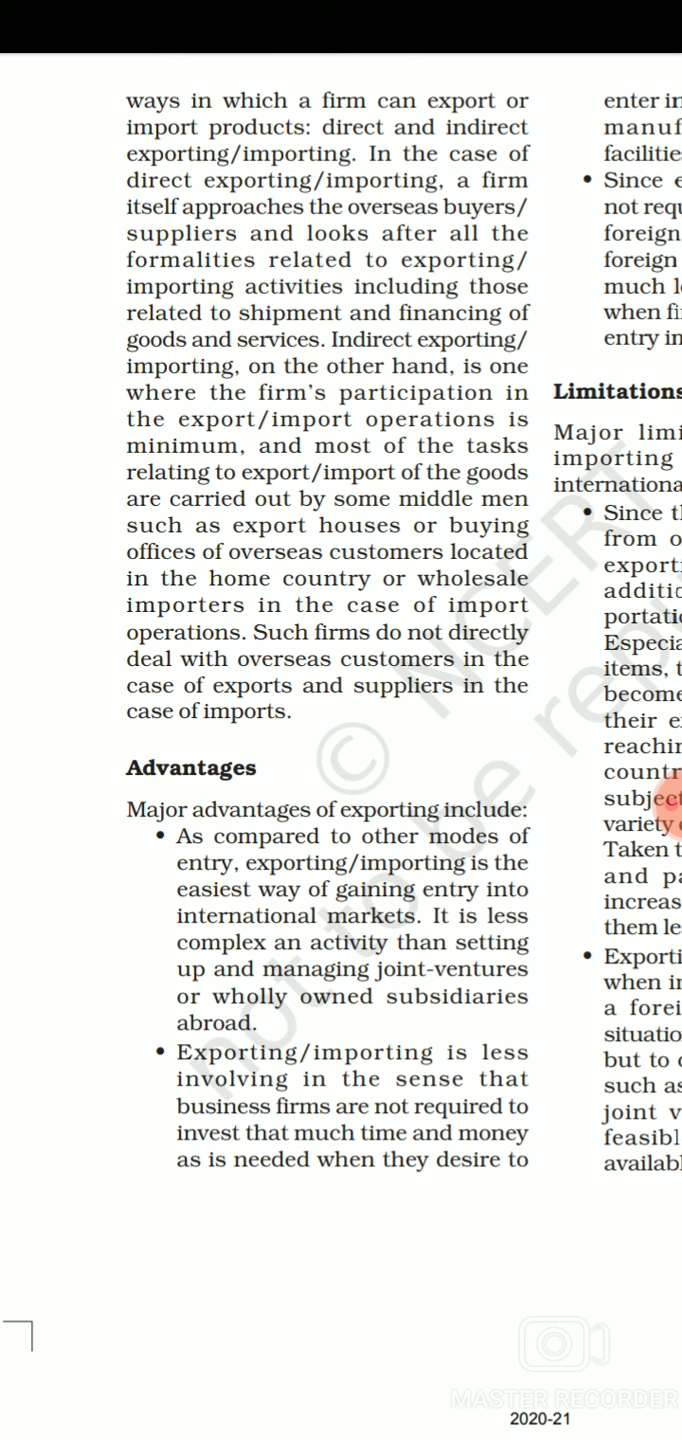 ways in which a firm can export or
import products: direct and indirect
exporting/importing. In the case of
direct exporting/importing, a firm
itself approaches the overseas buyers/
suppliers and looks after all the
formalities related to exporting/
importing activities including those
related to shipment and financing of
goods and services. Indirect exporting/
importing, on the other hand, is one
where the firm's participation in
the export/import operations is
minimum, and most of the tasks
relating to export/import of the goods
are carried out by some middle men
such as export houses or buying
offices of overseas customers located
in the home country or wholesale
importers in the case of import
operations. Such firms do not directly
deal with overseas customers in the
case of exports and suppliers in the
case of imports.
Advantages
Major advantages of exporting include:
• As compared to other modes of
entry, exporting/importing is the
easiest way of gaining entry into
international markets. It is less
complex an activity than setting
up and managing joint-ventures
or wholly owned subsidiaries
abroad.
• Exporting/importing is less
involving in the sense that
business firms are not required to
invest that much time and money
as is needed when they desire to
enter in
manuf
facilitie
• Since e
not requ
foreign
foreign
much l
when fi
entry in
Limitations
Major limi
importing
internationa
• Since t
from o
exporti
additio
portatio
Especia
items, t
become
their e
reachin
countr
subject
variety
Taken t
and pa
increas
them le
• Exporti
when in
a forei
situatio
but to
such as
joint v
feasibl
availabl
© NCERT
not to be repu
MASTER RECORDER
2020-21